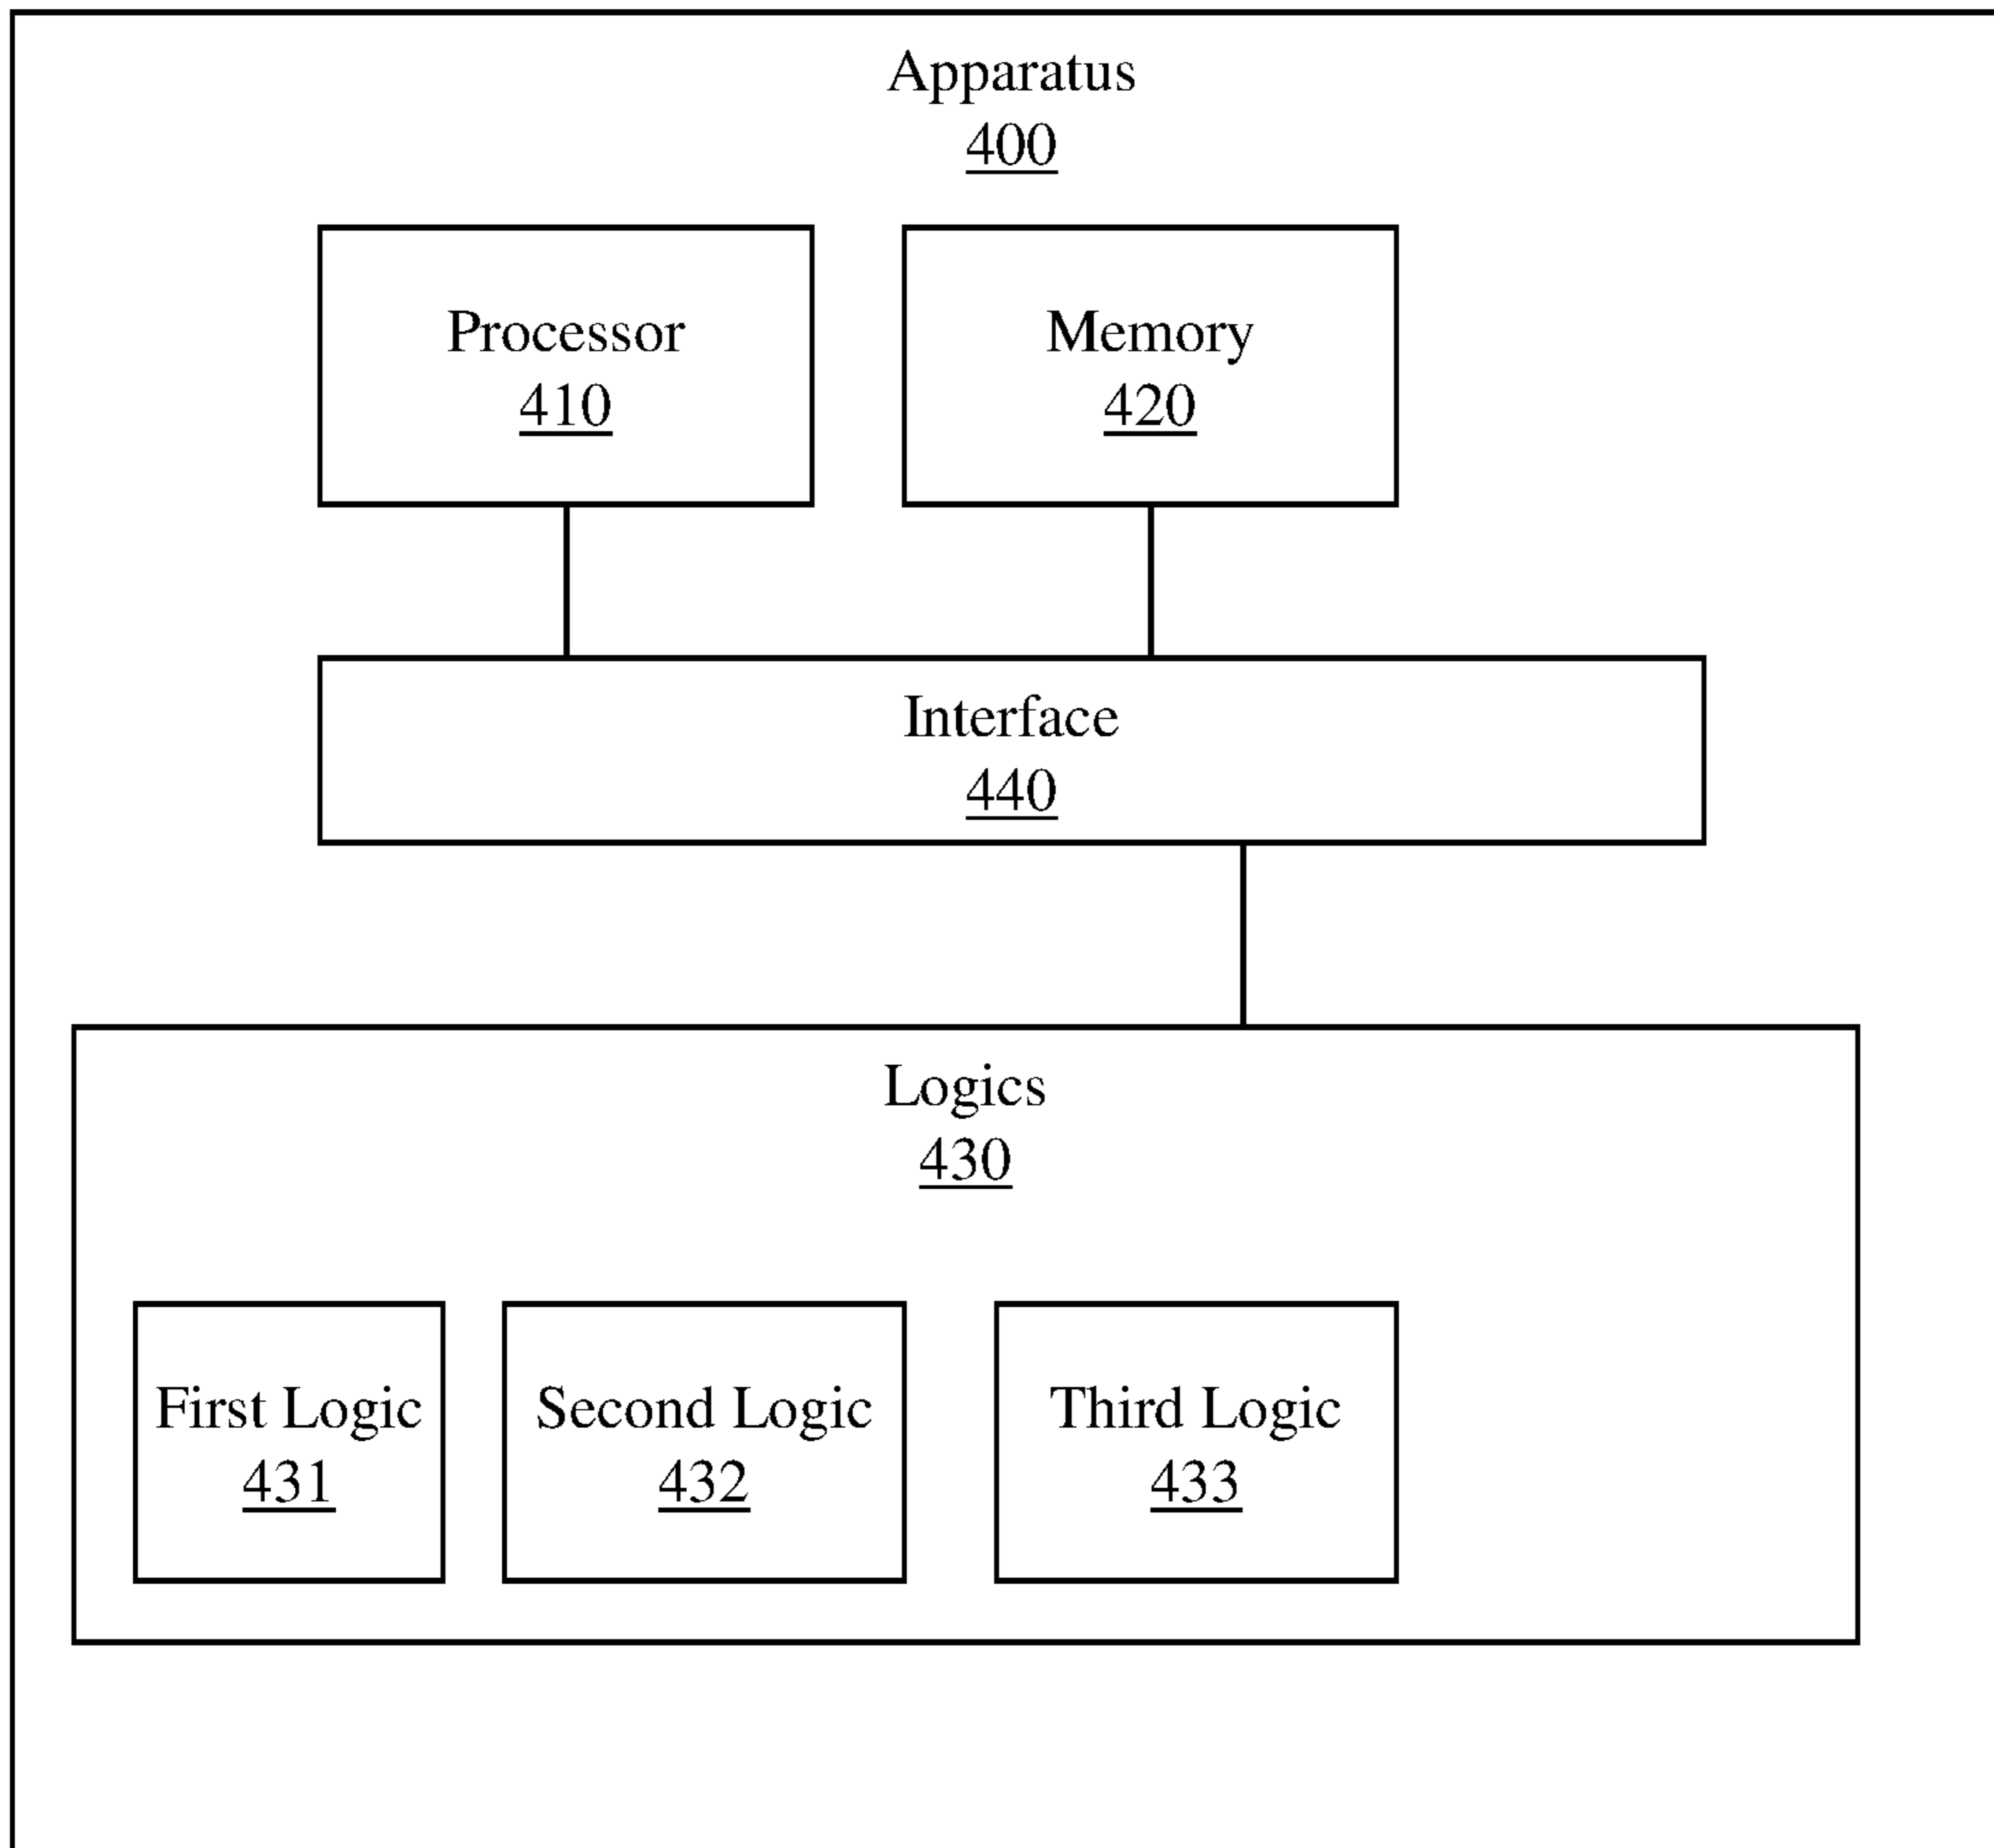 Apparatus
400
Processor
410
Memory
420
Interface
440
Logics
430
First Logic
431
Second Logic
432
Third Logic
433